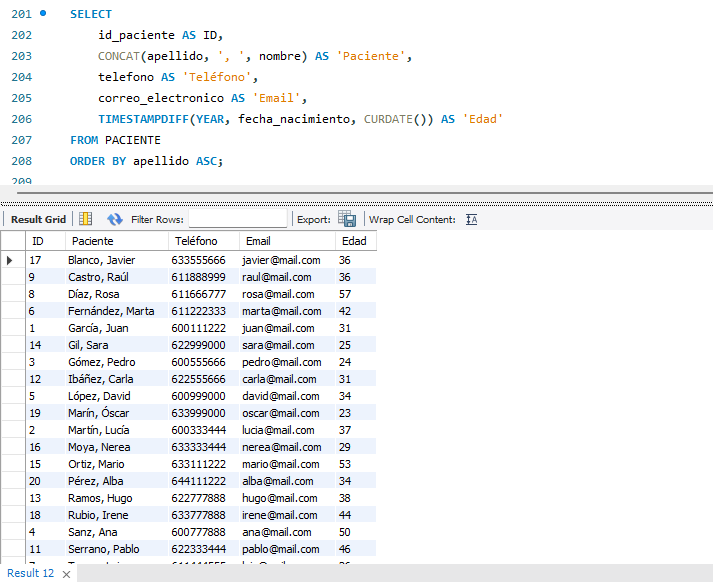 201 SELECT
202 id_paciente AS ID,
203 CONCAT(apellido, ', ', nombre) AS 'Paciente',
204 telefono AS 'Teléfono',
205 correo_electronico AS 'Email',
206 TIMESTAMPDIFF(YEAR, fecha_nacimiento, CURDATE()) AS 'Edad'
207 FROM PACIENTE
208 ORDER BY apellido ASC;
209
Result Grid Filter Rows: Export: Wrap Cell Content:
ID Paciente Teléfono Email Edad
17 Blanco, Javier 633555666 javier@mail.com 36
9 Castro, Raúl 611888999 raul@mail.com 36
8 Díaz, Rosa 611666777 rosa@mail.com 57
6 Fernández, Marta 611222333 marta@mail.com 42
1 García, Juan 600111222 juan@mail.com 31
14 Gil, Sara 622999000 sara@mail.com 25
3 Gómez, Pedro 600555666 pedro@mail.com 24
12 Ibáñez, Carla 622555666 carla@mail.com 31
5 López, David 600999000 david@mail.com 34
19 Marín, Óscar 633999000 oscar@mail.com 23
2 Martín, Lucía 600333444 lucia@mail.com 37
16 Moya, Nerea 633333444 nerea@mail.com 29
15 Ortiz, Mario 633111222 mario@mail.com 53
20 Pérez, Alba 644111222 alba@mail.com 34
13 Ramos, Hugo 622777888 hugo@mail.com 38
18 Rubio, Irene 633777888 irene@mail.com 44
4 Sanz, Ana 600777888 ana@mail.com 50
11 Serrano, Pablo 622333444 pablo@mail.com 46
Result 12